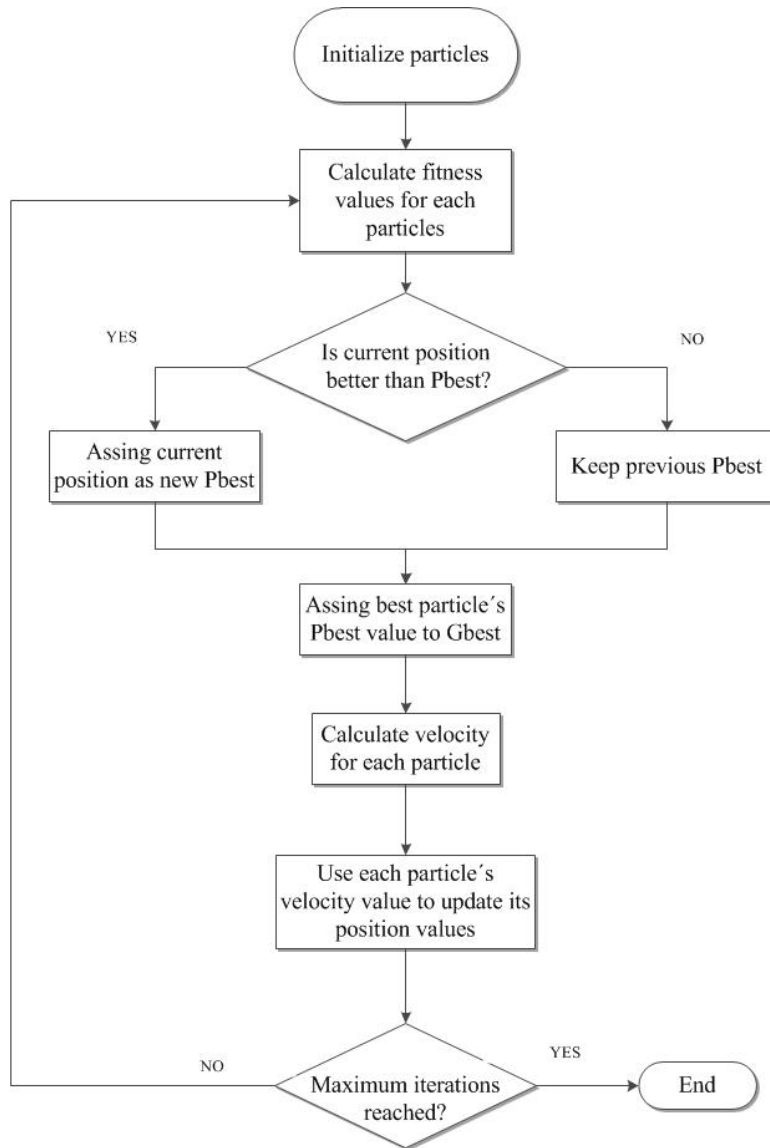 Initialize particles
Calculate fitness
values for each
particles
YES
NO
Is current position
better than Pbest?
Assing current
position as new Pbest
Keep previous Pbest
Assing best particle´s
Pbest value to Gbest
Calculate velocity
for each particle
Use each particle´s
velocity value to update its
position values
NO
YES
Maximum iterations
reached?
End